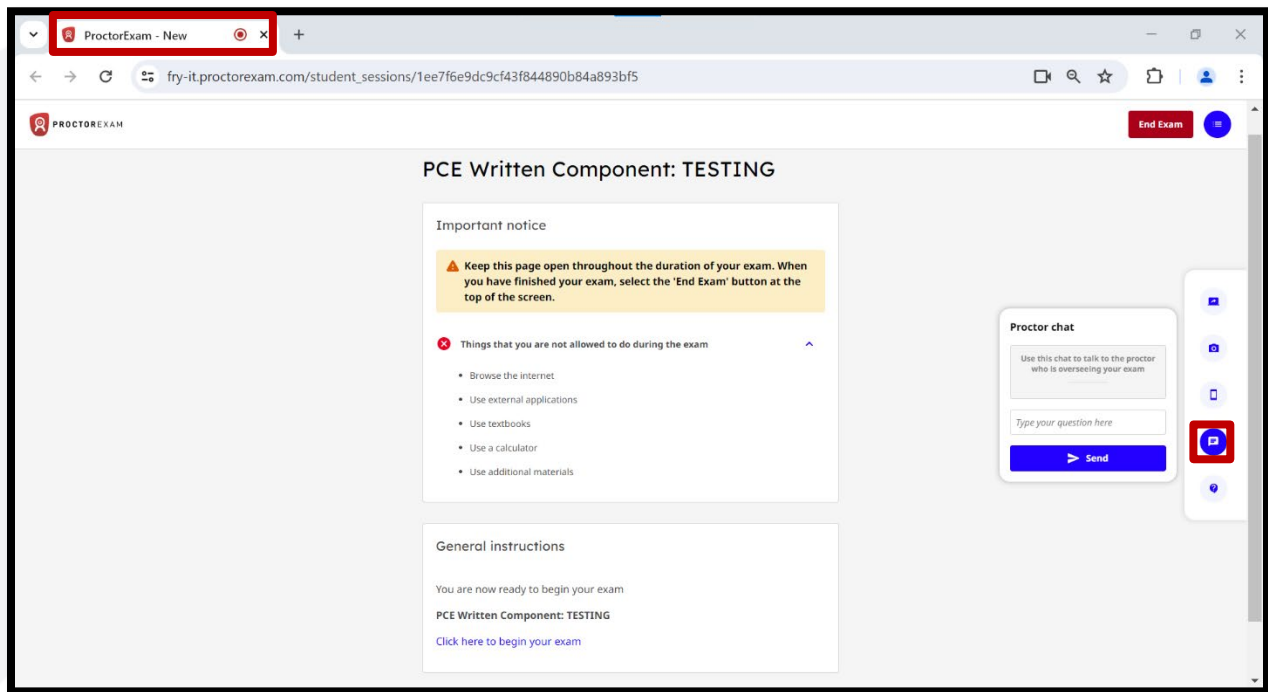 ProctorExam - New
fry-it.proctorexam.com/student_sessions/1ee7f6e9dc9cf43f844890b84a893bf5
PROCTOREXAM
End Exam
PCE Written Component: TESTING
Important notice
Keep this page open throughout the duration of your exam. When
you have finished your exam, select the 'End Exam' button at the
top of the screen.
Things that you are not allowed to do during the exam
• Browse the internet
• Use external applications
• Use textbooks
• Use a calculator
• Use additional materials
General instructions
You are now ready to begin your exam
PCE Written Component: TESTING
Click here to begin your exam
Proctor chat
Use this chat to talk to the proctor
who is overseeing your exam
Type your question here
Send